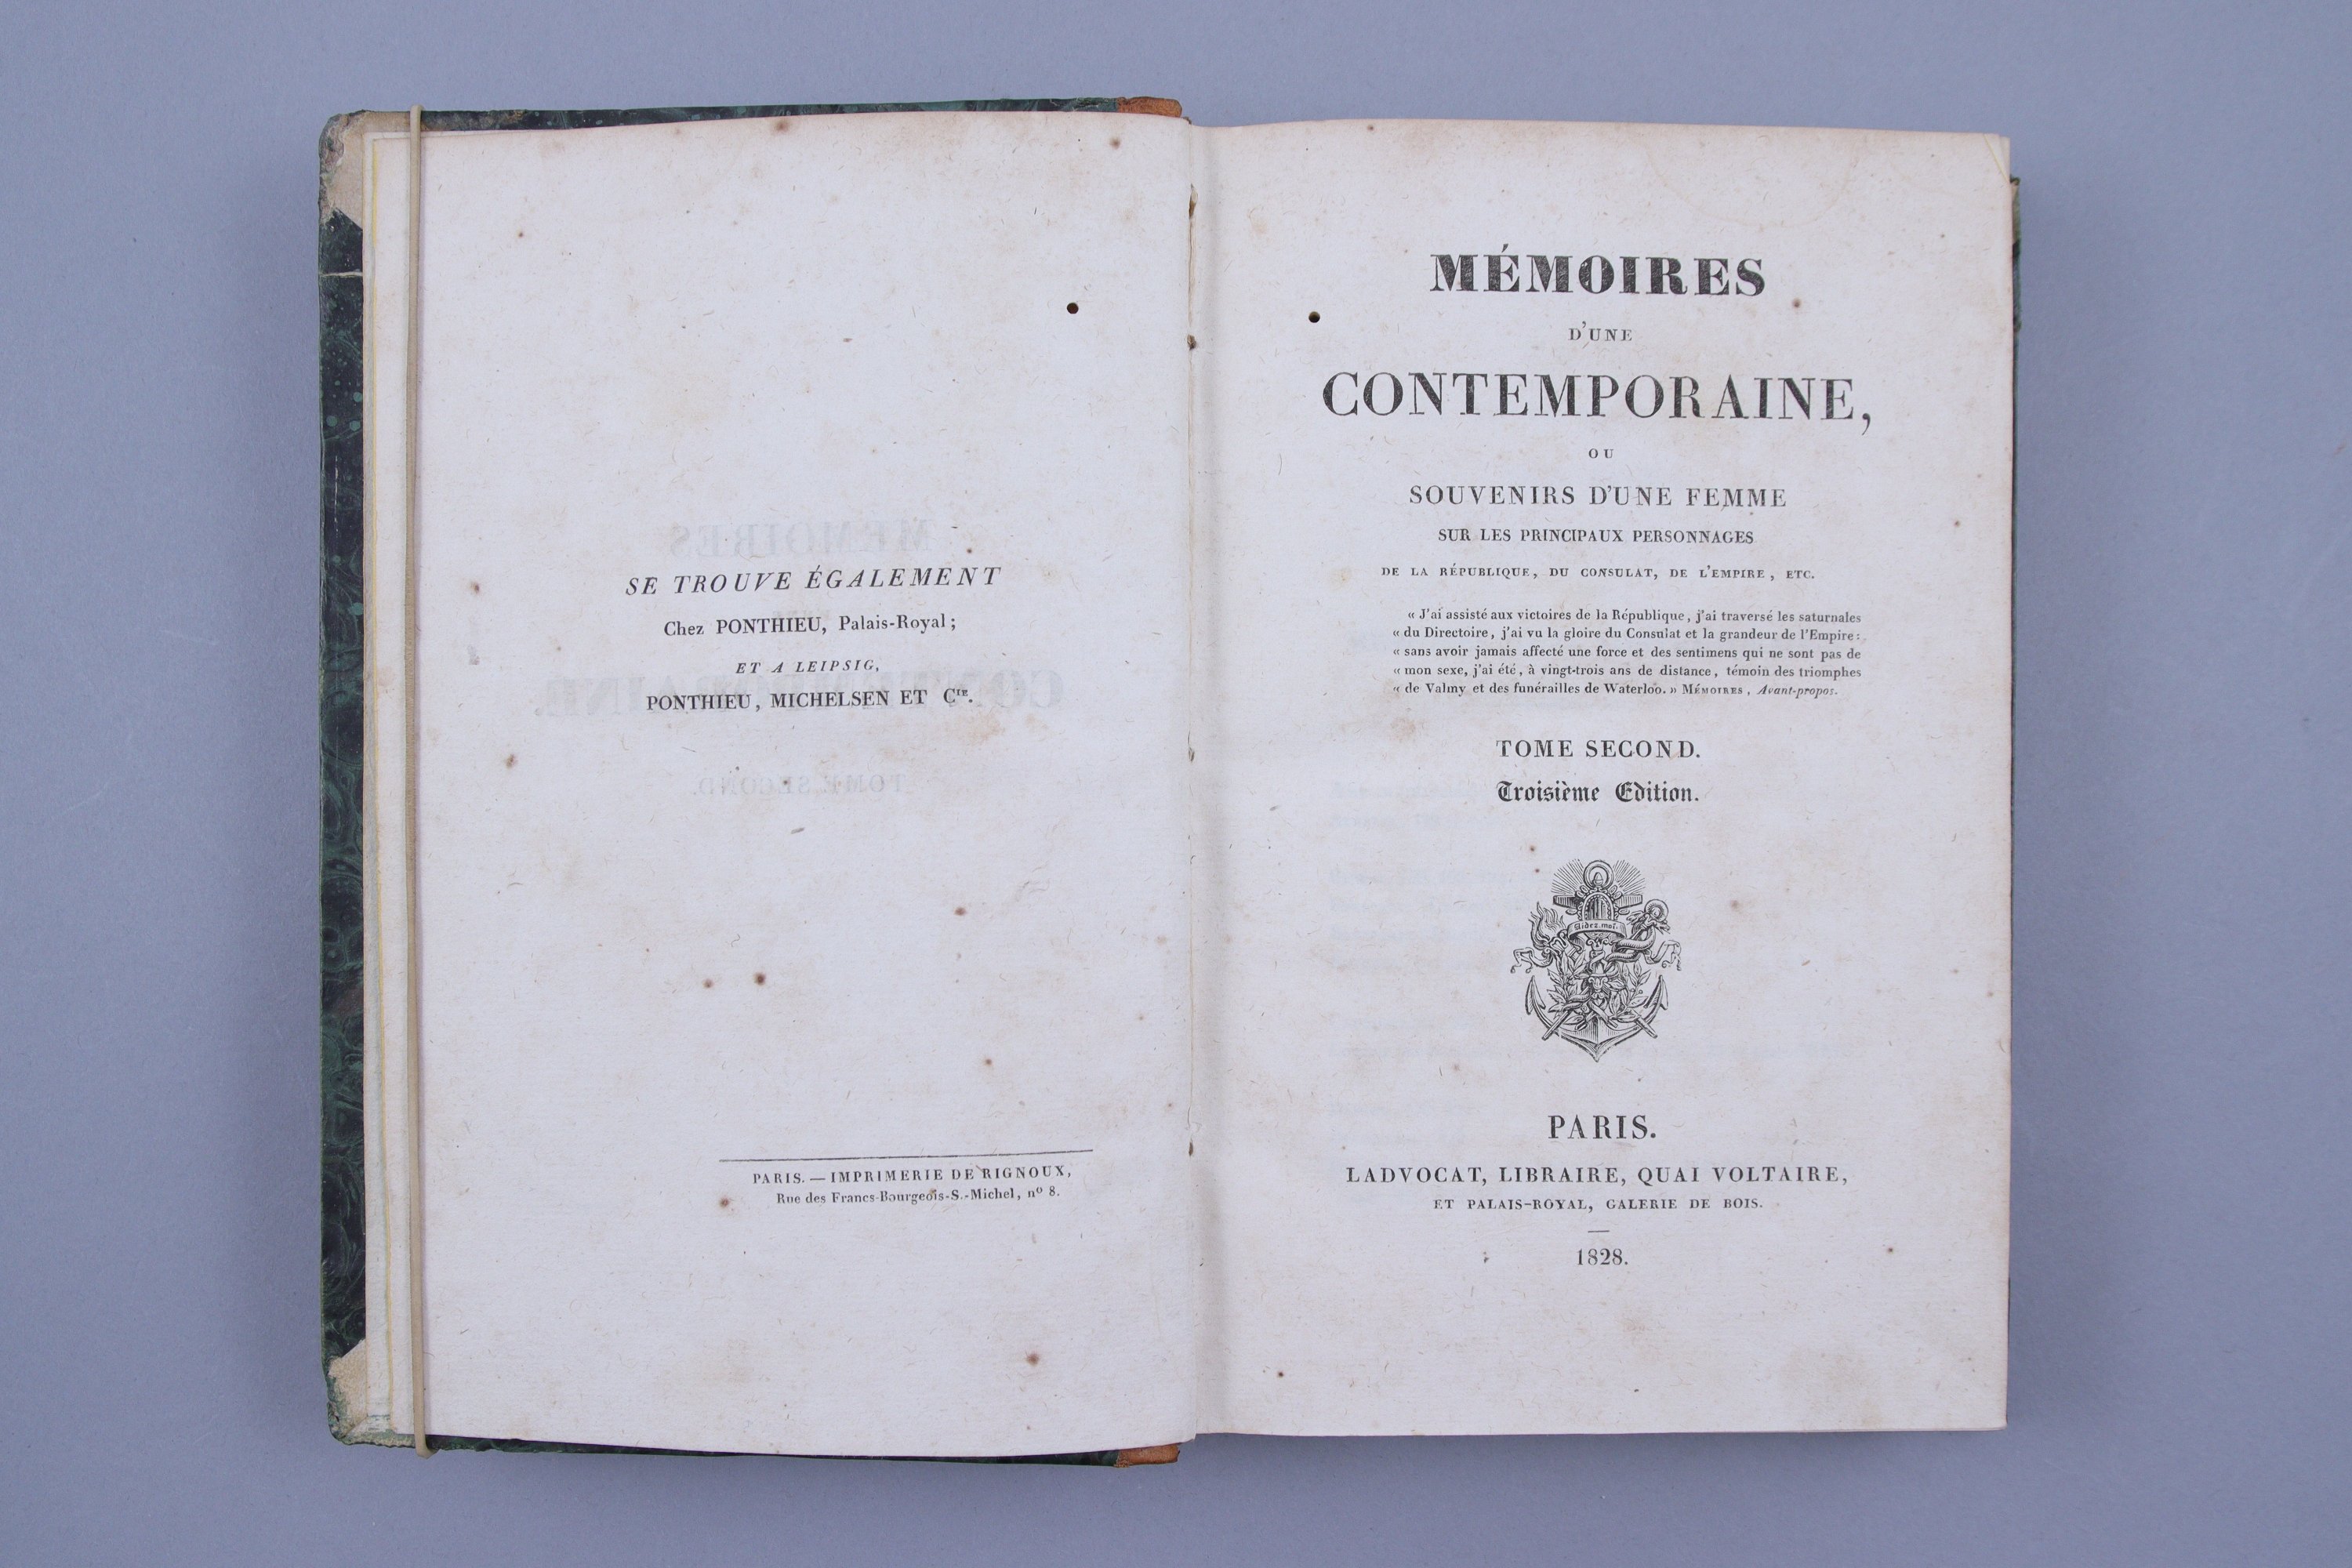 SE TROUVE ÉGALEMENT
Chez PONTHIEU, Palais-Royal;
ET A LEIPSIG,
PONTHIEU, MICHELSEN ET Cie.
PARIS. — IMPRIMERIE DE RIGNOUX,
Rue des Francs-Bourgeois-S.-Michel, nº 8.
MÉMOIRES
D'UNE
CONTEMPORAINE,
OU
SOUVENIRS D'UNE FEMME
SUR LES PRINCIPAUX PERSONNAGES
DE LA RÉPUBLIQUE, DU CONSULAT, DE L'EMPIRE, ETC.
« J'ai assisté aux victoires de la République, j'ai traversé les saturnales
« du Directoire, j'ai vu la gloire du Consulat et la grandeur de l'Empire:
« sans avoir jamais affecté une force et des sentimens qui ne sont pas de
« mon sexe, j'ai été, à vingt-trois ans de distance, témoin des triomphes
« de Valmy et des funérailles de Waterloo. » MÉMOIRES, Avant-propos.
TOME SECOND.
Troisième Edition.
Aidez-moi.
PARIS.
LADVOCAT, LIBRAIRE, QUAI VOLTAIRE,
ET PALAIS-ROYAL, GALERIE DE BOIS.
1828.